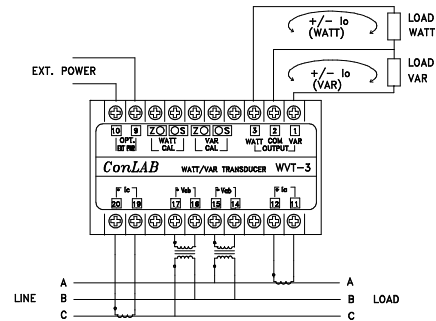 +/- Io
(WATT)
LOAD
WATT
EXT. POWER
+/- Io
(VAR)
LOAD
VAR
10 9 ZO OS ZO OS 3 2 1
OPT. WATT VAR WATT COM VAR
EXT PWR CAL CAL OUTPUT
ConLAB WATT/VAR TRANSDUCER WVT-3
Ic Vcb Vab Ia
20 19 17 16 15 14 12 11
A A
LINE B B LOAD
C C